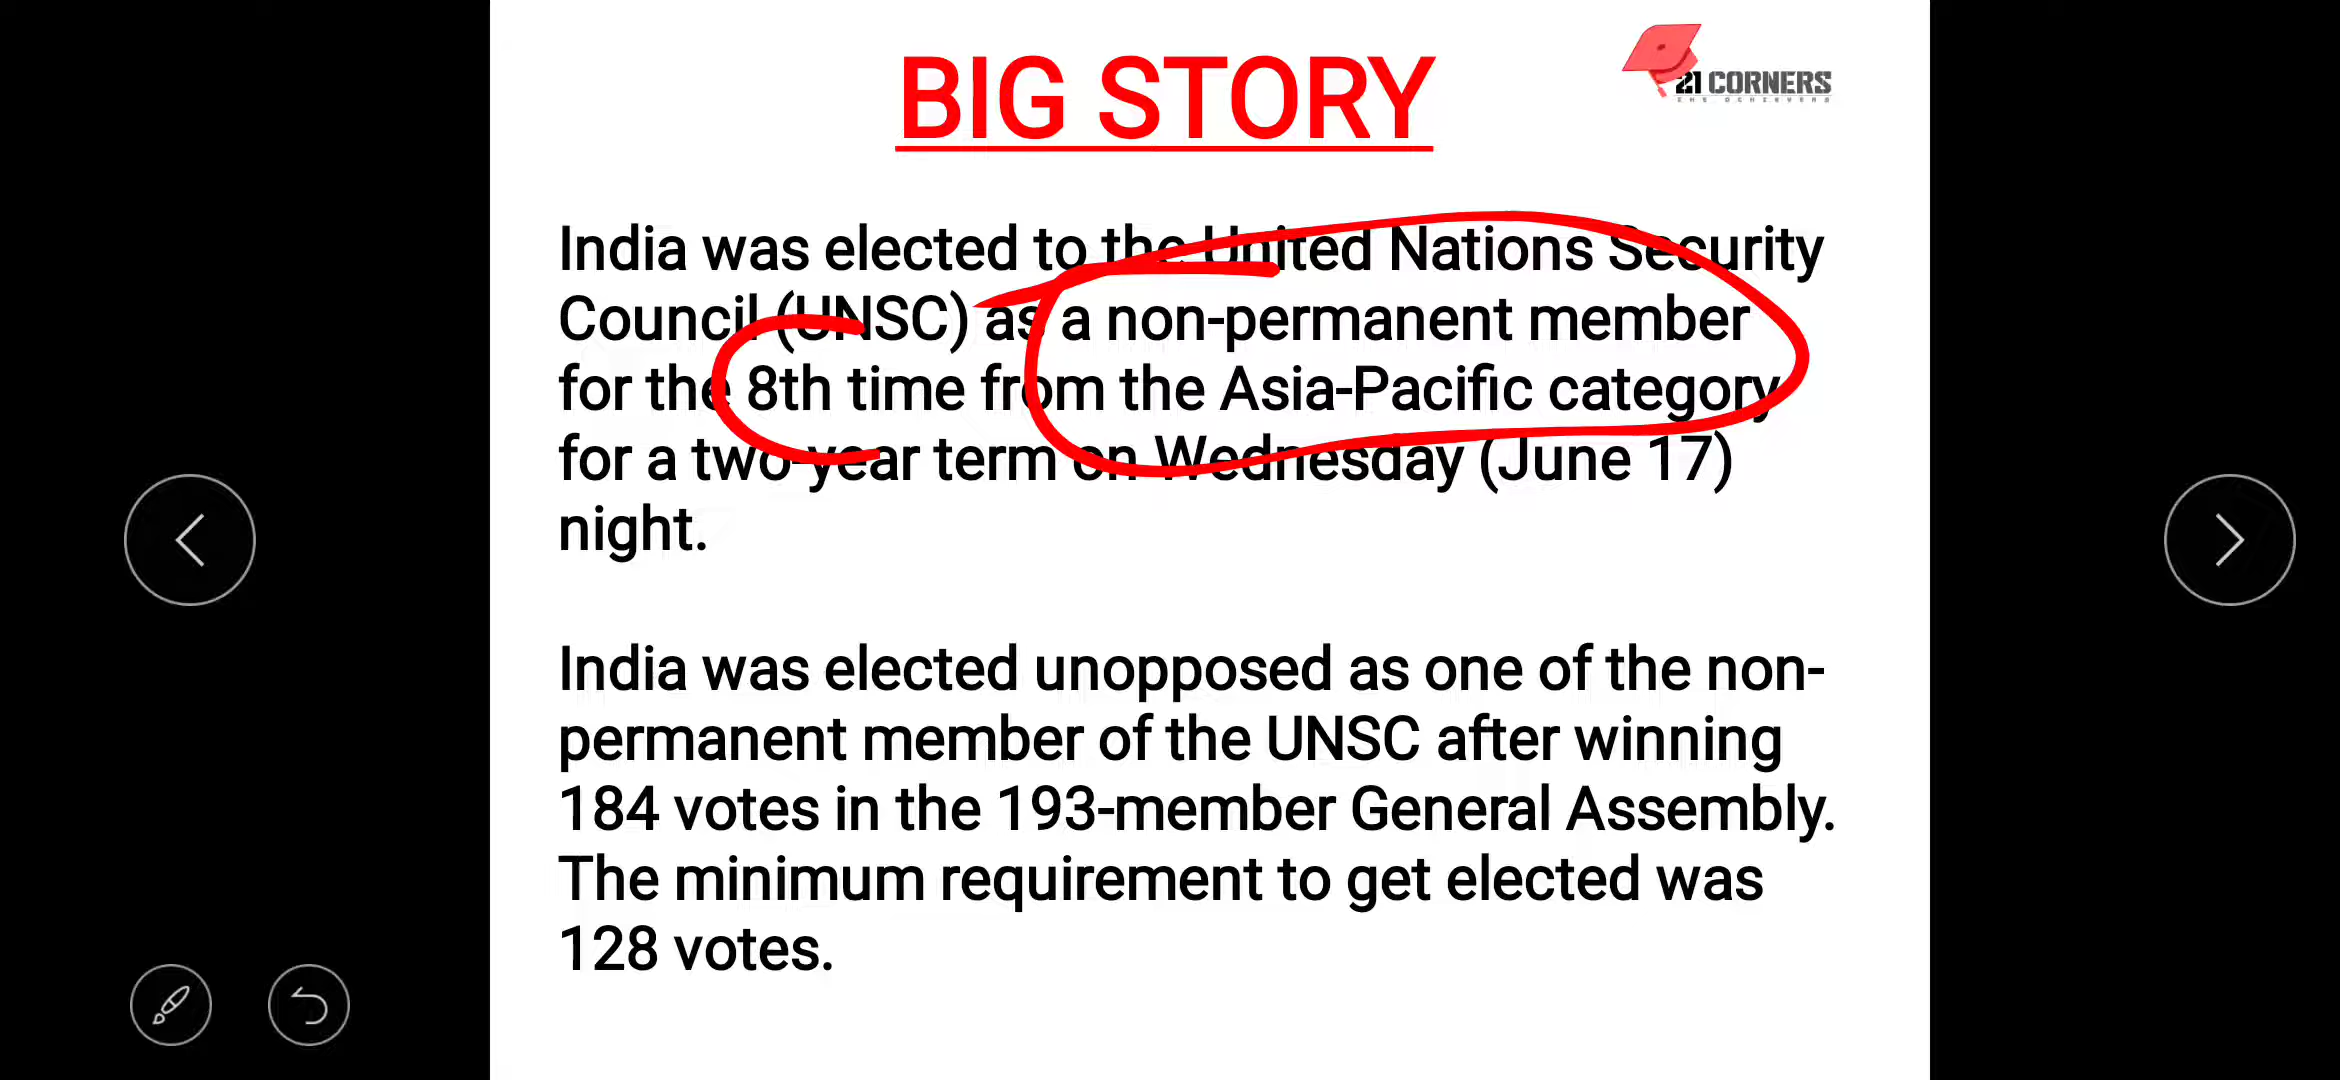 BIG STORY
21 CORNERS
India was elected to the United Nations Security
Council (UNSC) as a non-permanent member
for the 8th time from the Asia-Pacific category
for a two-year term on Wednesday (June 17)
night.
India was elected unopposed as one of the non-
permanent member of the UNSC after winning
184 votes in the 193-member General Assembly.
The minimum requirement to get elected was
128 votes.